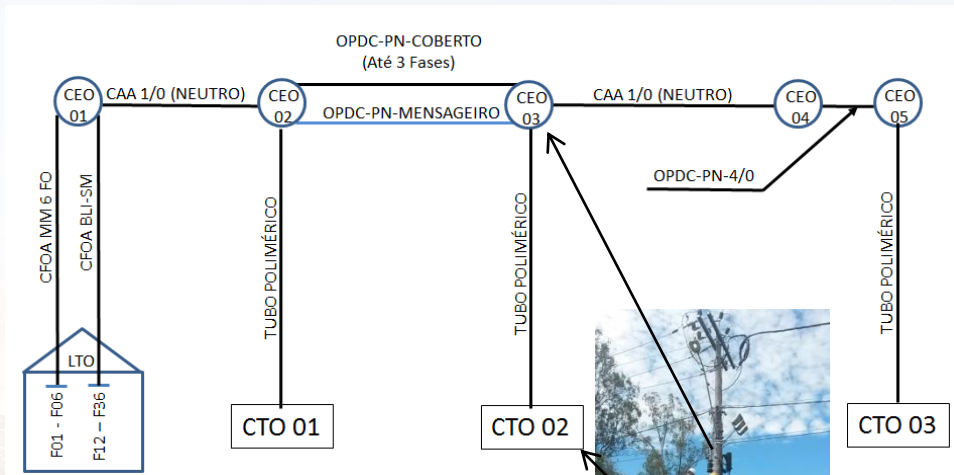 OPDC-PN-COBERTO
(Até 3 Fases)
CEO
01
CAA 1/0 (NEUTRO)
CEO
02
OPDC-PN-MENSAGEIRO
CEO
03
CAA 1/0 (NEUTRO)
CEO
04
CEO
05
OPDC-PN-4/0
CFOA MM 6 FO
CFOA BLI-SM
TUBO POLIMÉRICO
TUBO POLIMÉRICO
TUBO POLIMÉRICO
LTO
F01 - F06
F12 – F36
CTO 01
CTO 02
CTO 03